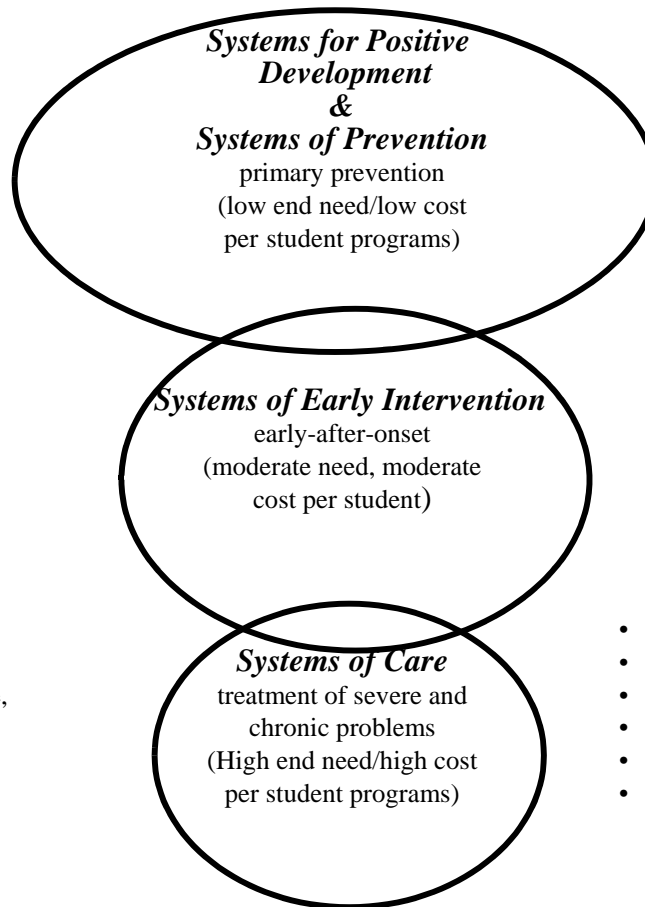 Systems for Positive
Development
&
Systems of Prevention
primary prevention
(low end need/low cost
per student programs)
Systems of Early Intervention
early-after-onset
(moderate need, moderate
cost per student)
Systems of Care
treatment of severe and
chronic problems
(High end need/high cost
per student programs)
,
•
•
•
•
•
•